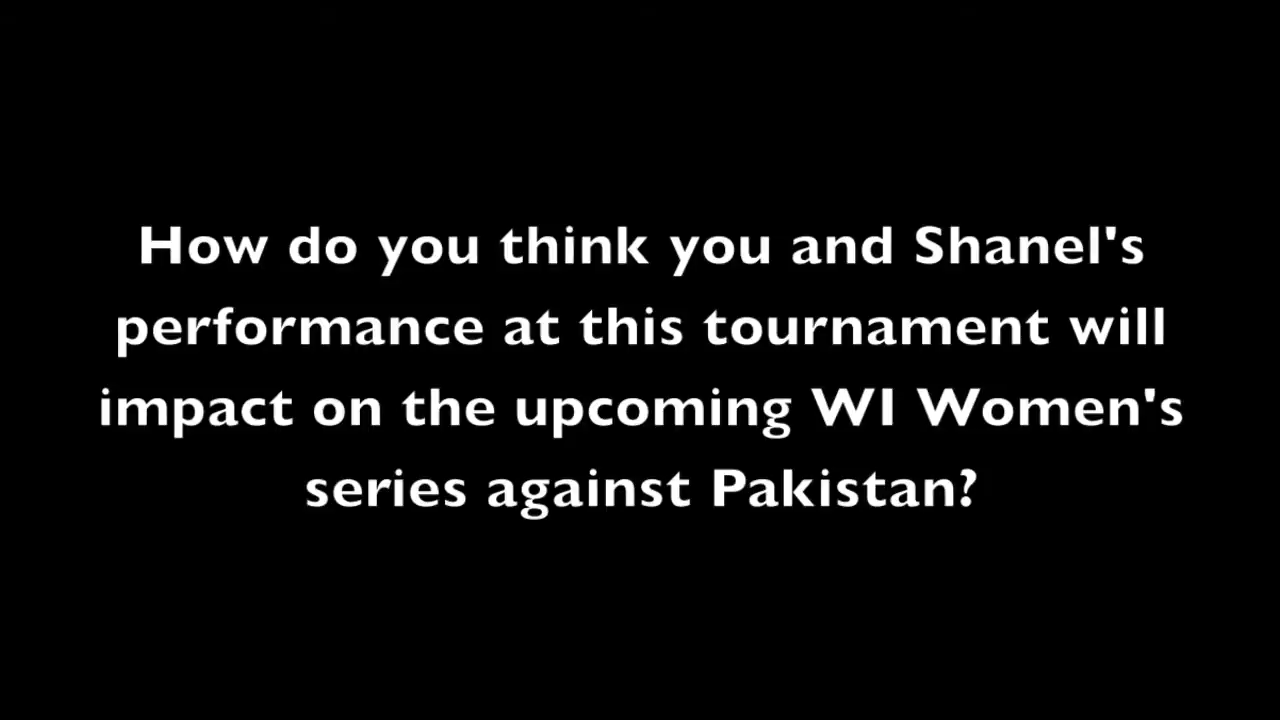 How do you think you and Shanel's
performance at this tournament will
impact on the upcoming WI Women's
series against Pakistan?